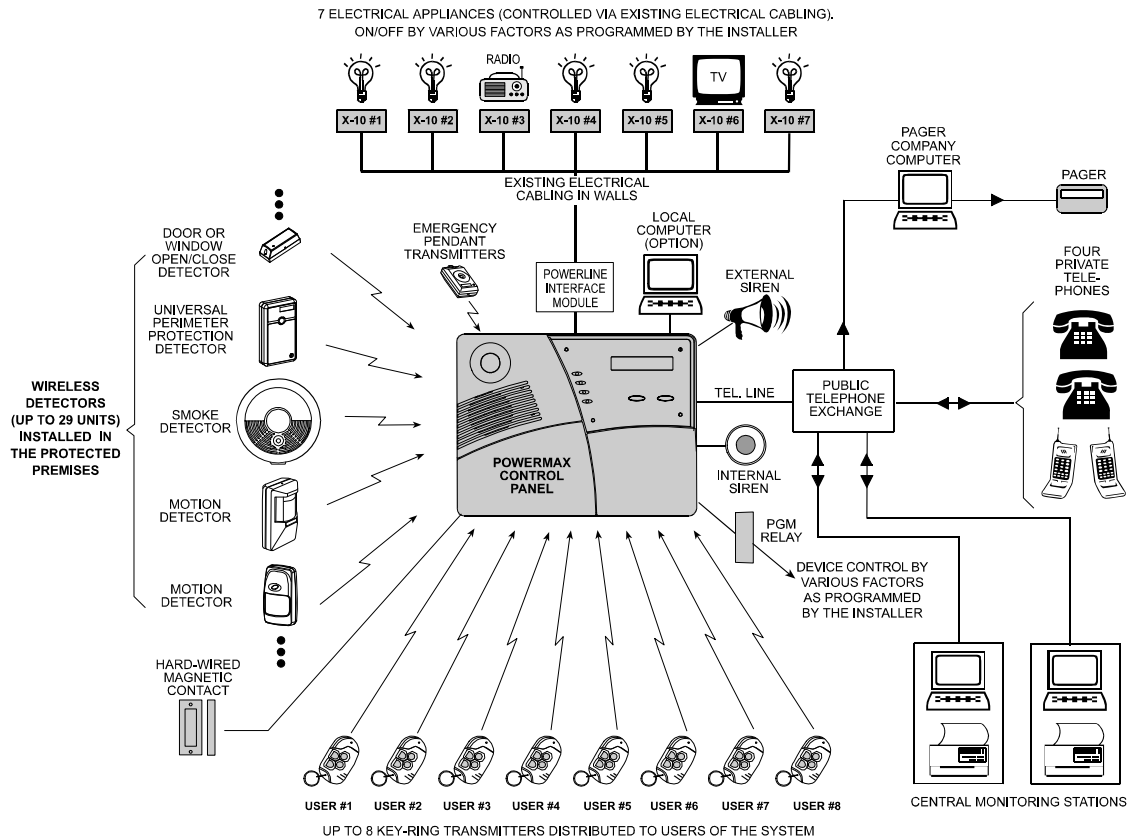 7 ELECTRICAL APPLIANCES (CONTROLLED VIA EXISTING ELECTRICAL CABLING).
ON/OFF BY VARIOUS FACTORS AS PROGRAMMED BY THE INSTALLER
RADIO
TV
X-10 #1
X-10 #2
X-10 #3
X-10 #4
X-10 #5
X-10 #6
X-10 #7
EXISTING ELECTRICAL
CABLING IN WALLS
PAGER
COMPANY
COMPUTER
PAGER
DOOR OR
WINDOW
OPEN/CLOSE
DETECTOR
EMERGENCY
PENDANT
TRANSMITTERS
POWERLINE
INTERFACE
MODULE
LOCAL
COMPUTER
(OPTION)
EXTERNAL
SIREN
FOUR
PRIVATE
TELE-
PHONES
UNIVERSAL
PERIMETER
PROTECTION
DETECTOR
WIRELESS
DETECTORS
(UP TO 29 UNITS)
INSTALLED IN
THE PROTECTED
PREMISES
SMOKE
DETECTOR
TEL. LINE
PUBLIC
TELEPHONE
EXCHANGE
POWERMAX
CONTROL
PANEL
INTERNAL
SIREN
MOTION
DETECTOR
PGM
RELAY
DEVICE CONTROL BY
VARIOUS FACTORS
AS PROGRAMMED
BY THE INSTALLER
MOTION
DETECTOR
HARD-WIRED
MAGNETIC
CONTACT
USER #1
USER #2
USER #3
USER #4
USER #5
USER #6
USER #7
USER #8
CENTRAL MONITORING STATIONS
UP TO 8 KEY-RING TRANSMITTERS DISTRIBUTED TO USERS OF THE SYSTEM